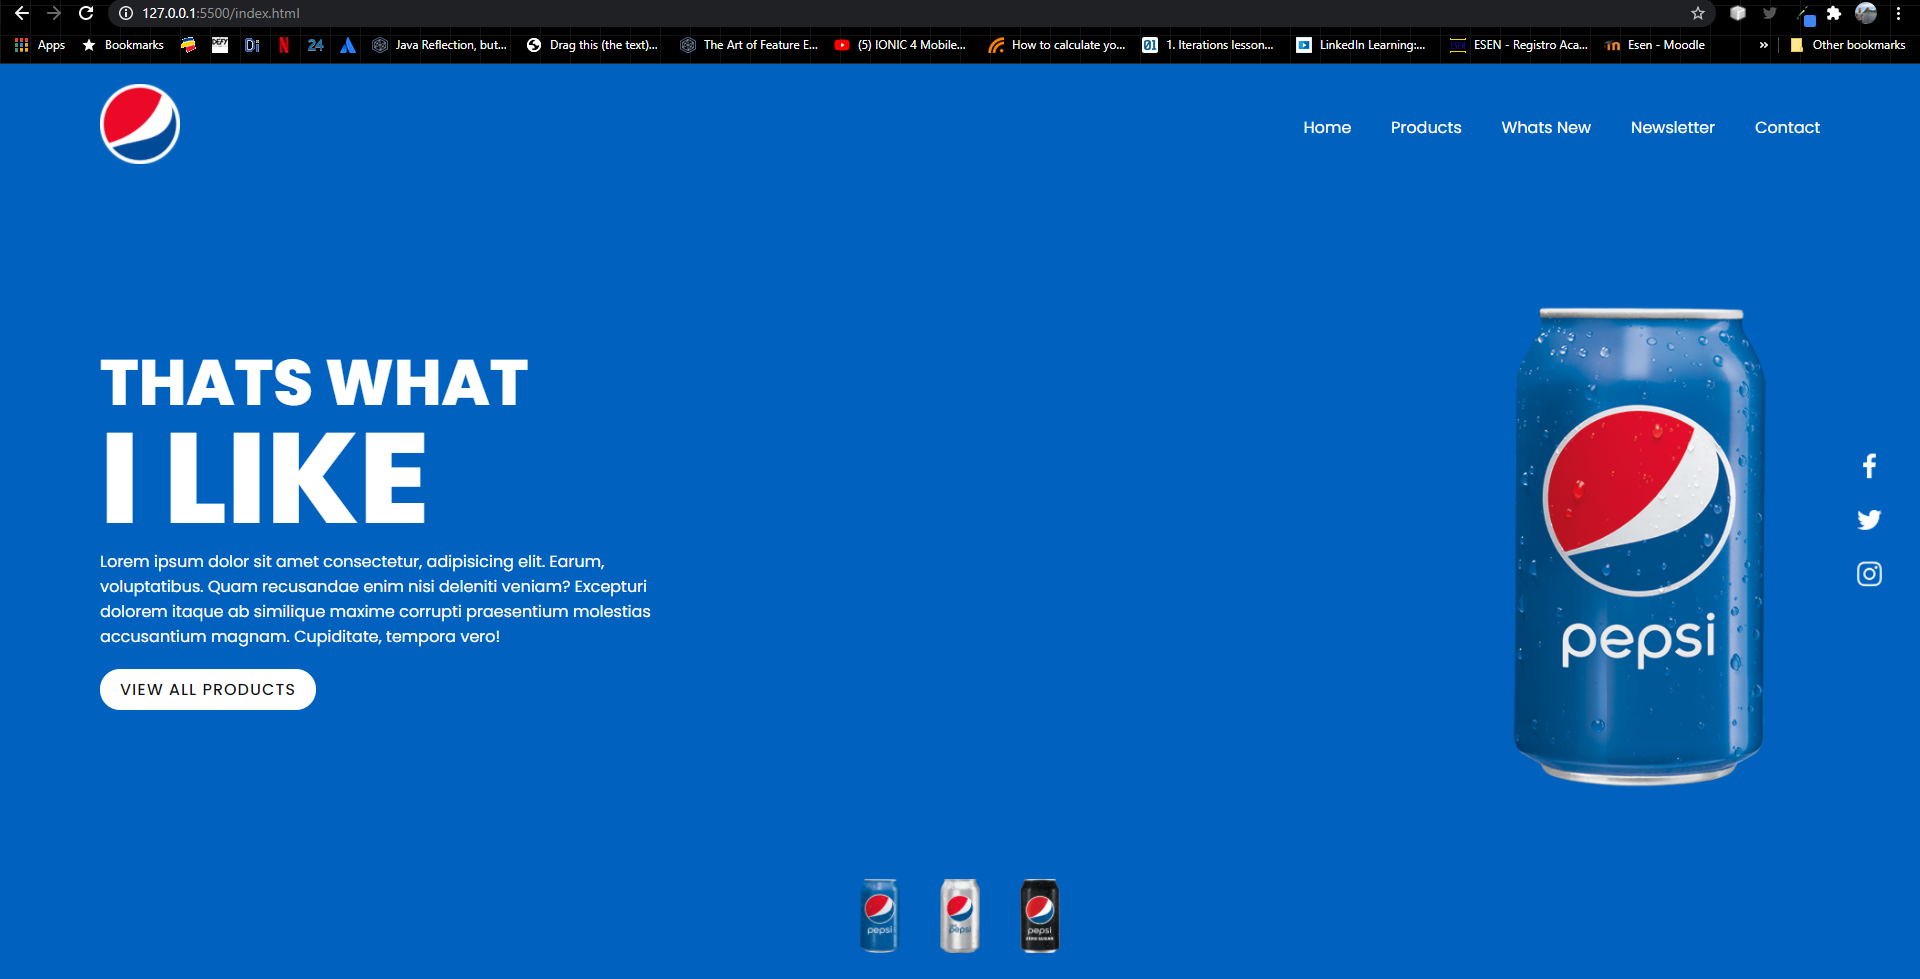 127.0.0.1:5500/index.html
Apps
Bookmarks
DEFY
Di
N
24
Java Reflection, but...
Drag this (the text)...
The Art of Feature E...
(5) IONIC 4 Mobile...
How to calculate yo...
01
1. Iterations lesson...
LinkedIn Learning:...
ESEN - Registro Aca...
Esen - Moodle
»
Other bookmarks
Home
Products
Whats New
Newsletter
Contact
THATS WHAT
I LIKE
Lorem ipsum dolor sit amet consectetur, adipisicing elit. Earum,
voluptatibus. Quam recusandae enim nisi deleniti veniam? Excepturi
dolorem itaque ab similique maxime corrupti praesentium molestias
accusantium magnam. Cupiditate, tempora vero!
VIEW ALL PRODUCTS
pepsi
pepsi
pepsi
pepsi
ZERO SUGAR